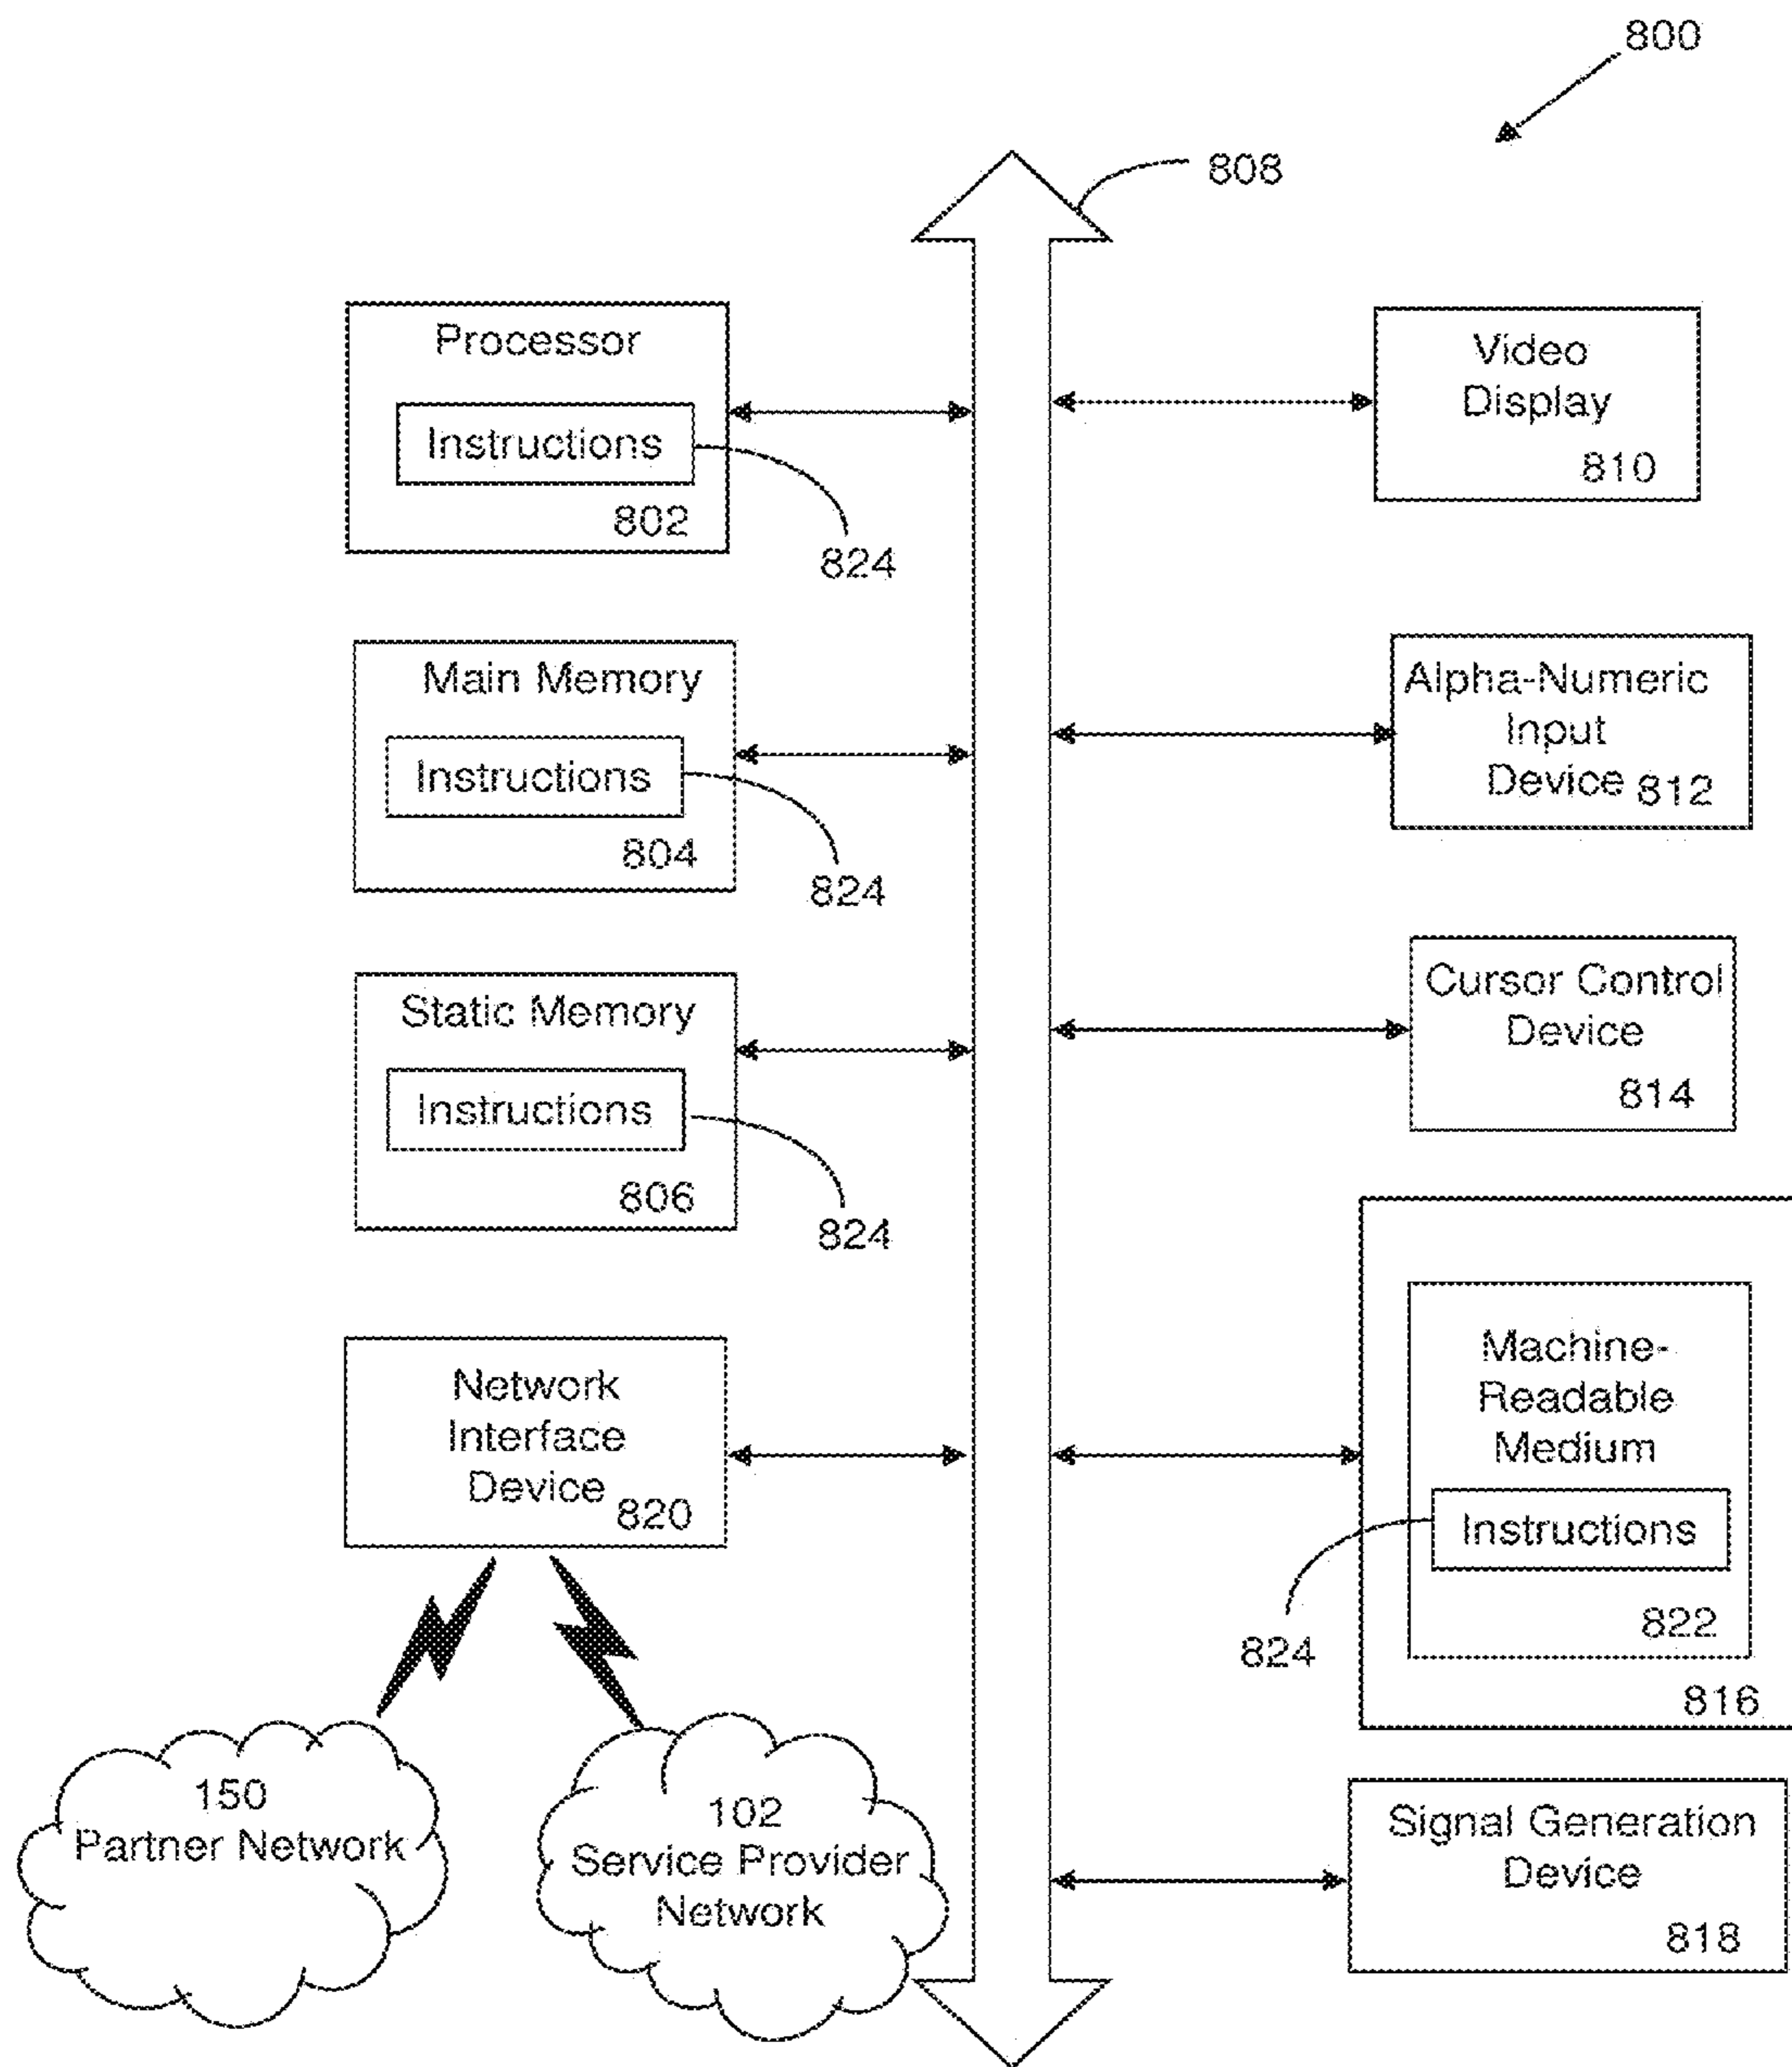 800
808
Processor
Instructions
802
824
Video
Display
810
Main Memory
Instructions
804
824
Alpha-Numeric
Input
Device 812
Static Memory
Instructions
806
824
Cursor Control
Device
814
Network
Interface
Device
820
Machine-
Readable
Medium
Instructions
822
824
816
150
Partner Network
102
Service Provider
Network
Signal Generation
Device
818